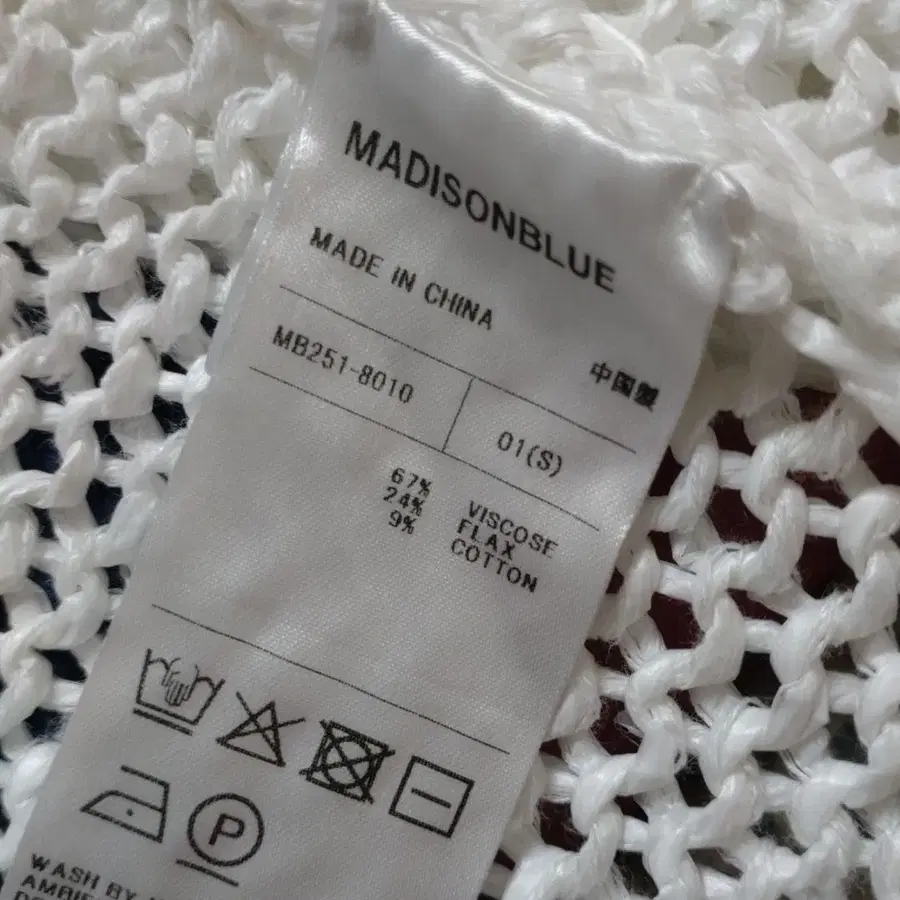 MADISONBLUE
MADE IN CHINA
中国製
MB251-8010 01(S)
67% VISCOSE
24% FLAX
9% COTTON
P
WASH BY